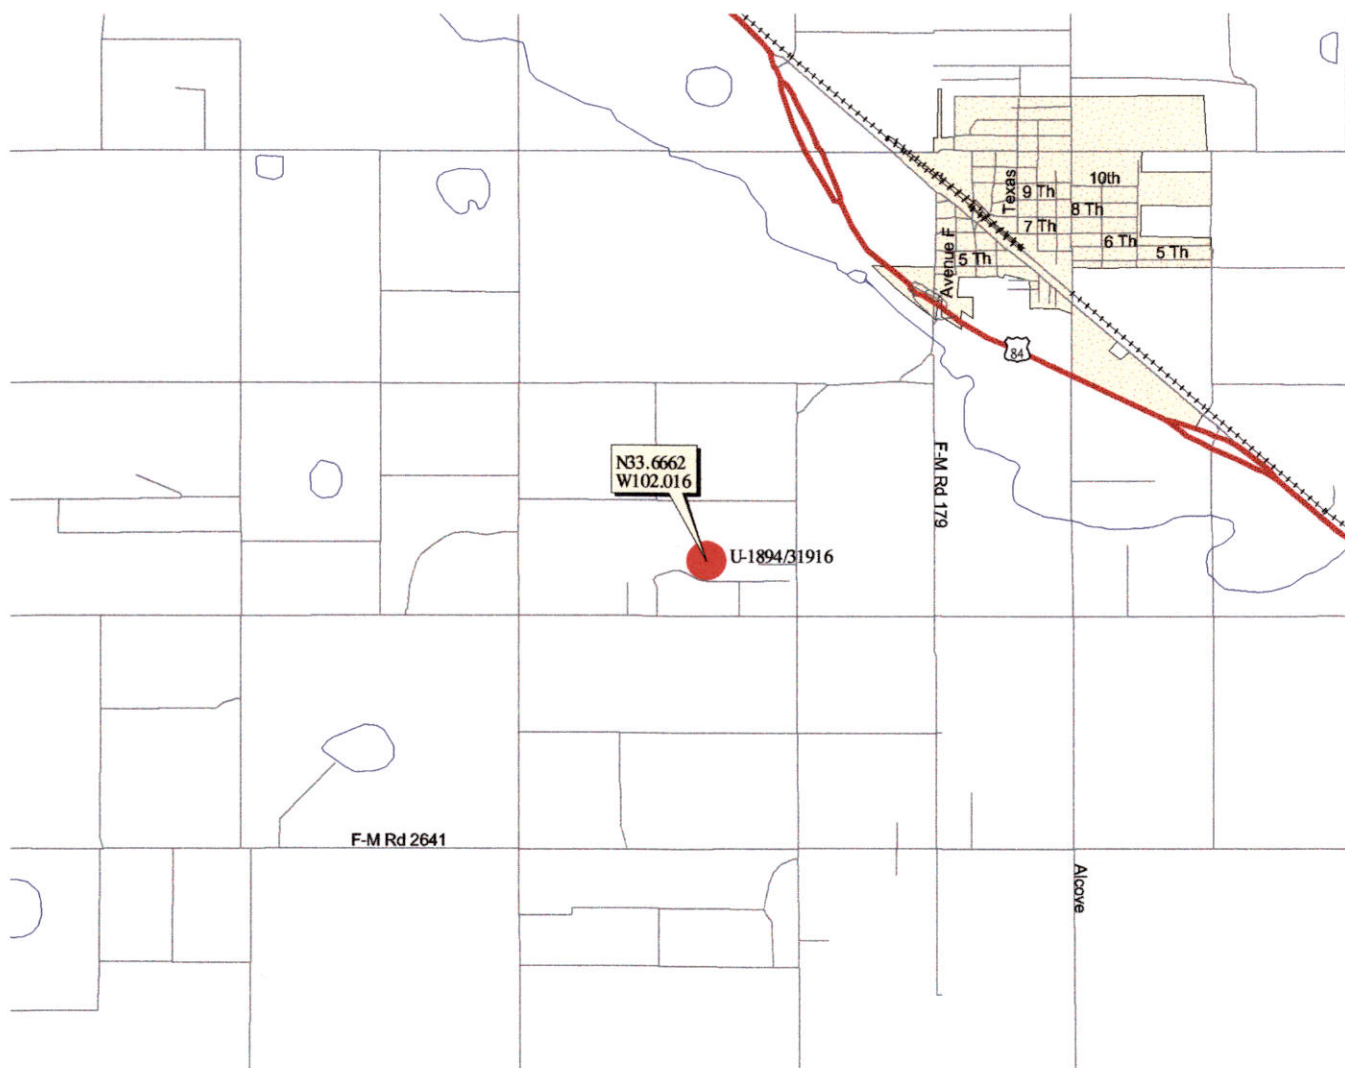 10th
Texas
9 Th
8 Th
7 Th
6 Th
5 Th
Avenue F
5 Th
84
N33.6662
W102.016
F-M Rd 179
U-1894/31916
F-M Rd 2641
Alcove